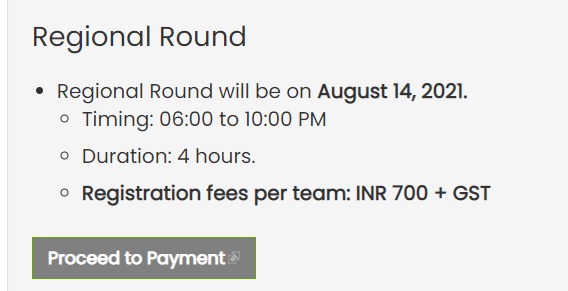 Regional Round
Regional Round will be on August 14, 2021.
Timing: 06:00 to 10:00 PM
Duration: 4 hours.
Registration fees per team: INR 700 + GST
Proceed to Payment